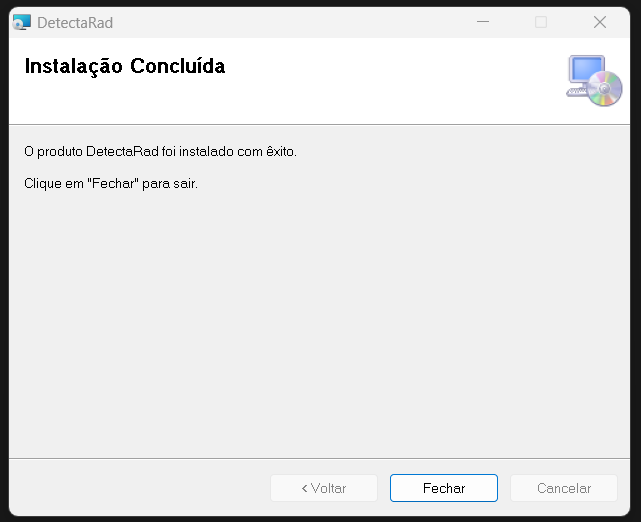 DetectaRad
Instalação Concluída
O produto DetectaRad foi instalado com êxito.
Clique em "Fechar" para sair.
< Voltar
Fechar
Cancelar